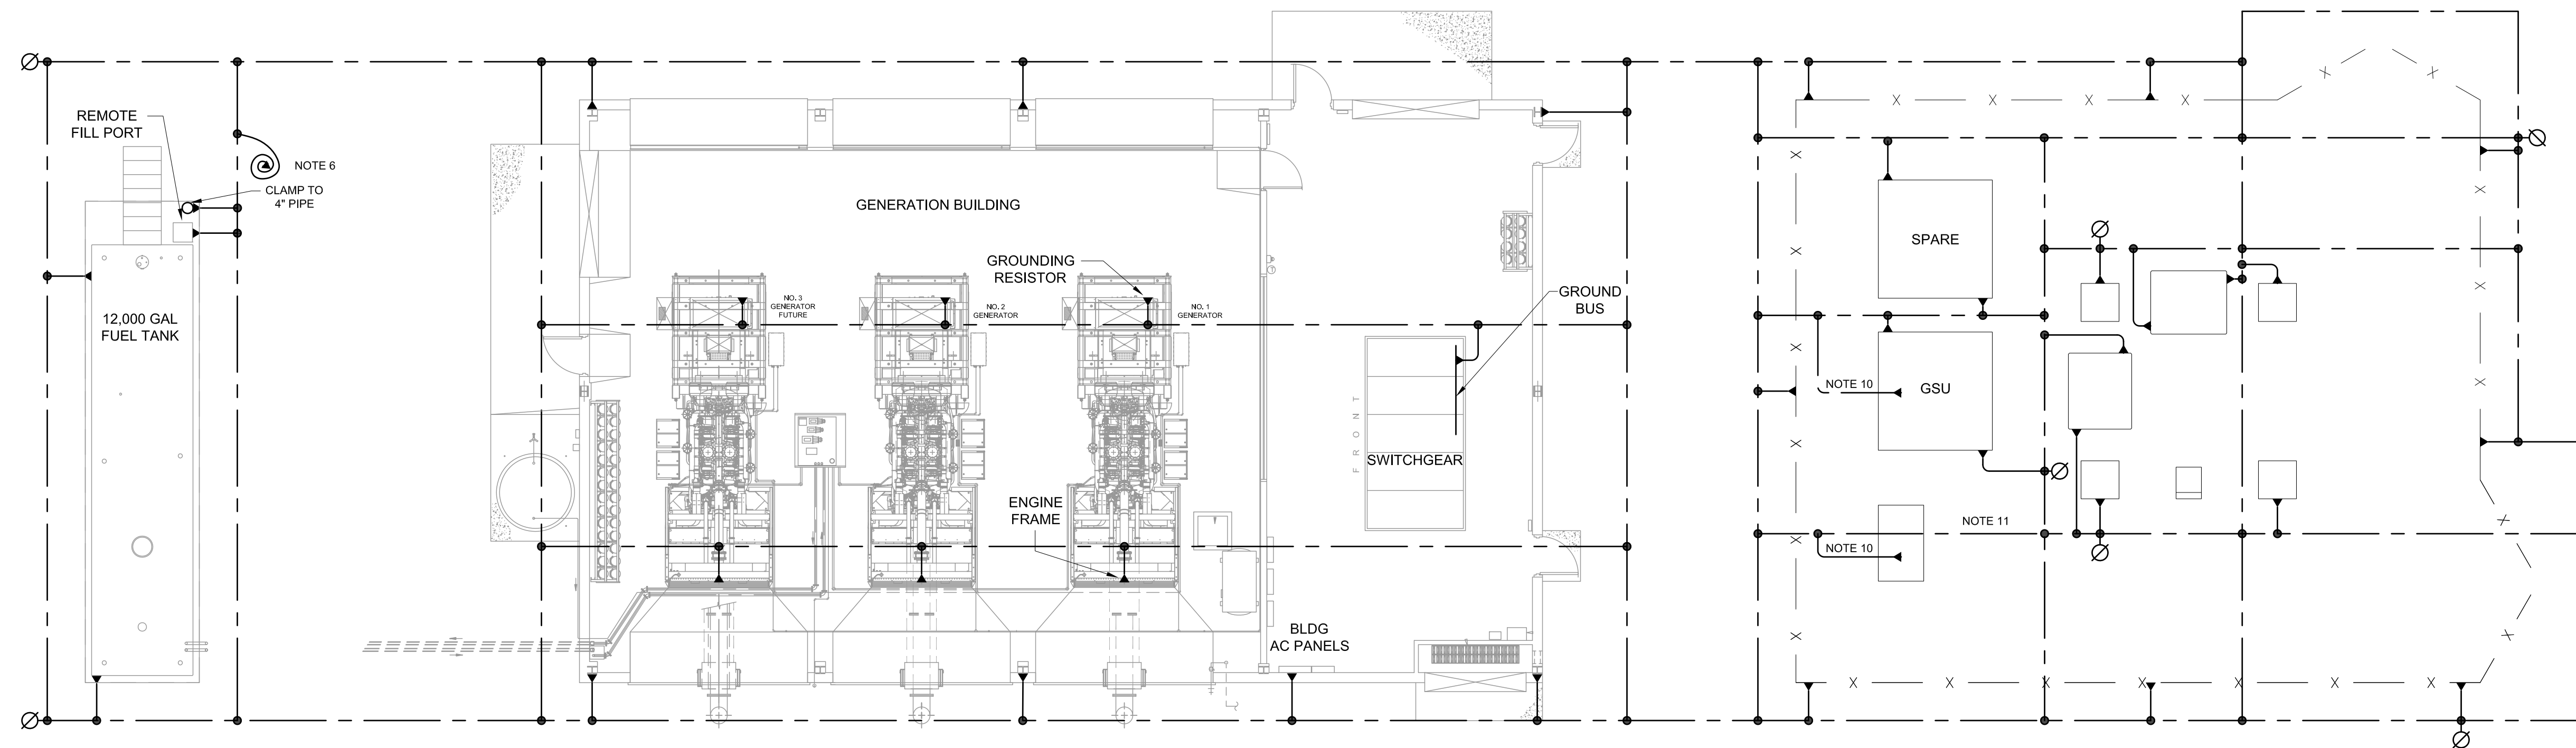 REMOTE
FILL PORT
NOTE 6
CLAMP TO
4" PIPE
12,000 GAL
FUEL TANK
GENERATION BUILDING
GROUNDING
RESISTOR
NO. 3
GENERATOR
FUTURE
NO. 2
GENERATOR
NO. 1
GENERATOR
GROUND
BUS
FRONT
SWITCHGEAR
ENGINE
FRAME
BLDG
AC PANELS
SPARE
GSU
NOTE 10
NOTE 11
NOTE 10